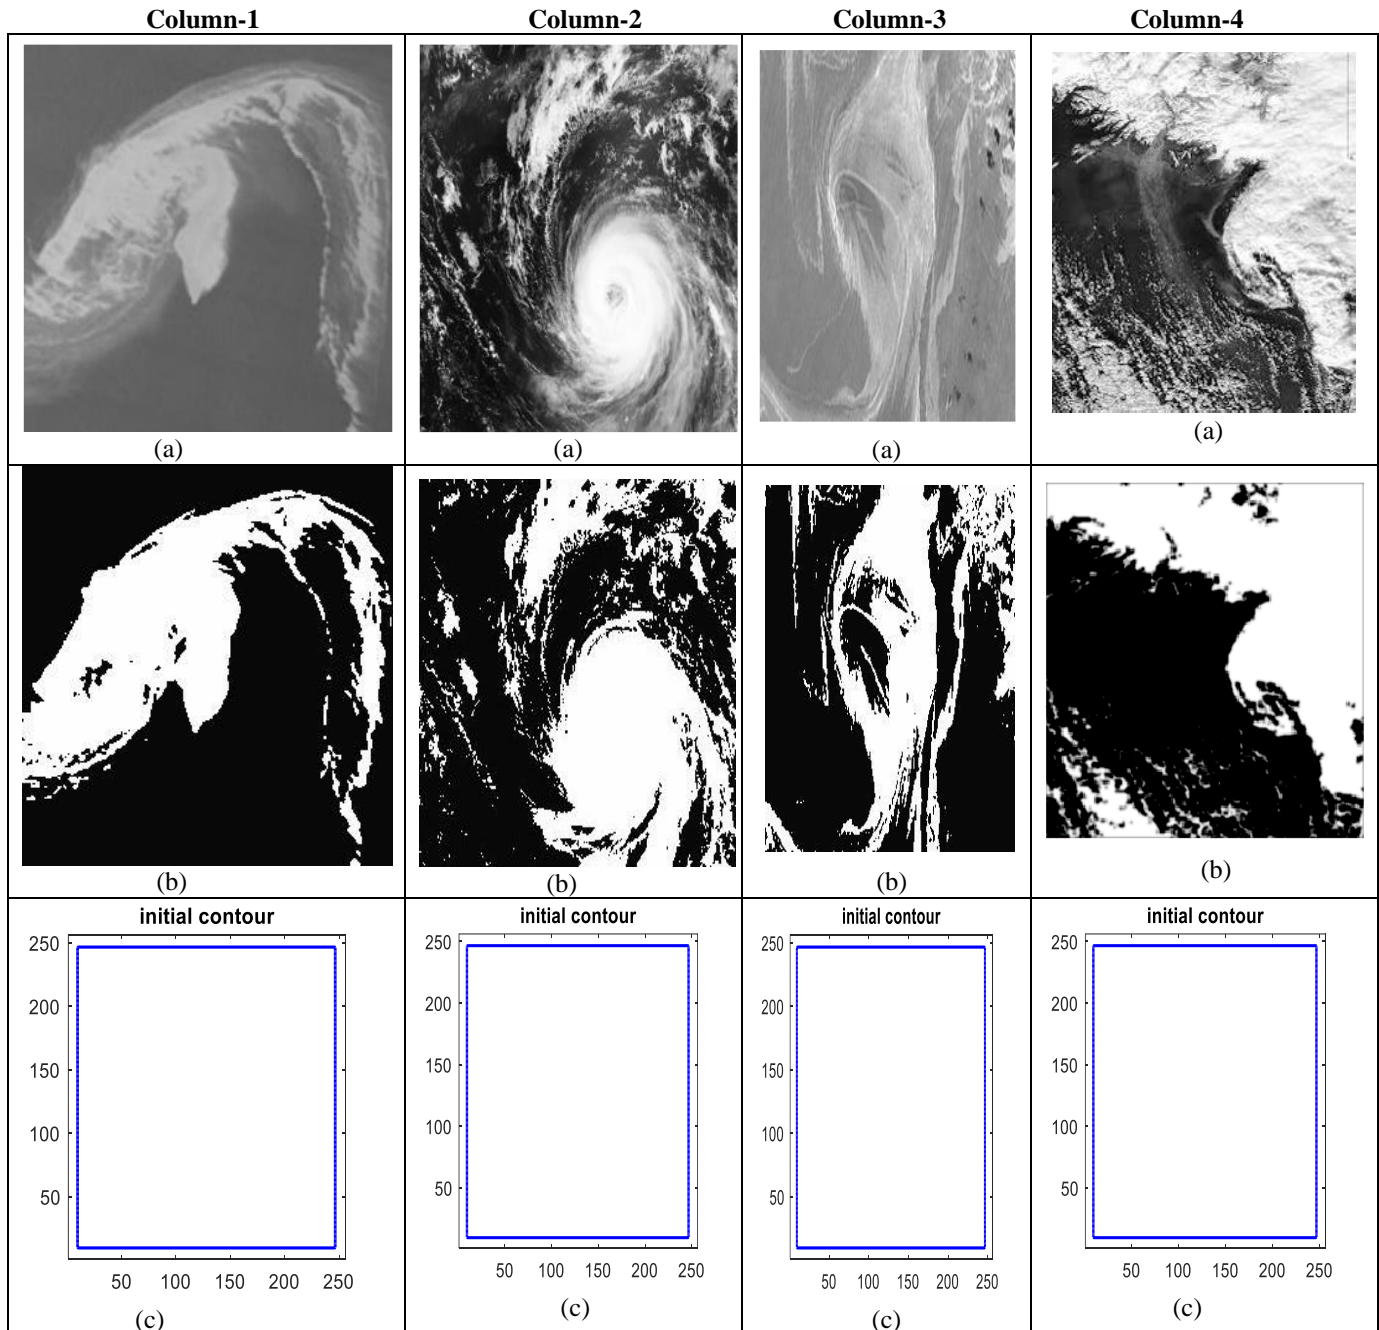 Column-1 Column-2 Column-3 Column-4
(a) (a) (a) (a)
(b) (b) (b) (b)
initial contour initial contour initial contour initial contour
250 250 250 250
200 200 200 200
150 150 150 150
100 100 100 100
50 50 50 50
50 100 150 200 250 50 100 150 200 250 50 100 150 200 250 50 100 150 200 250
(c) (c) (c) (c)